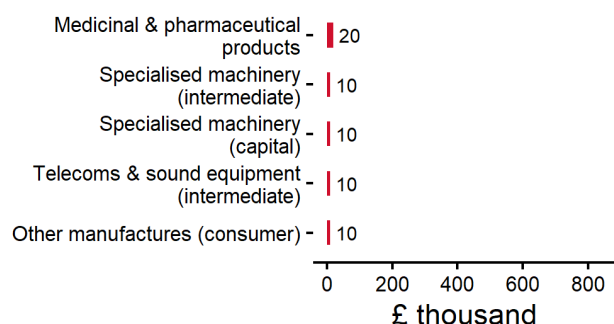 Medicinal & pharmaceutical
products
20
Specialised machinery
(intermediate)
10
Specialised machinery
(capital)
10
Telecoms & sound equipment
(intermediate)
10
Other manufactures (consumer)
10
0 200 400 600 800
£ thousand